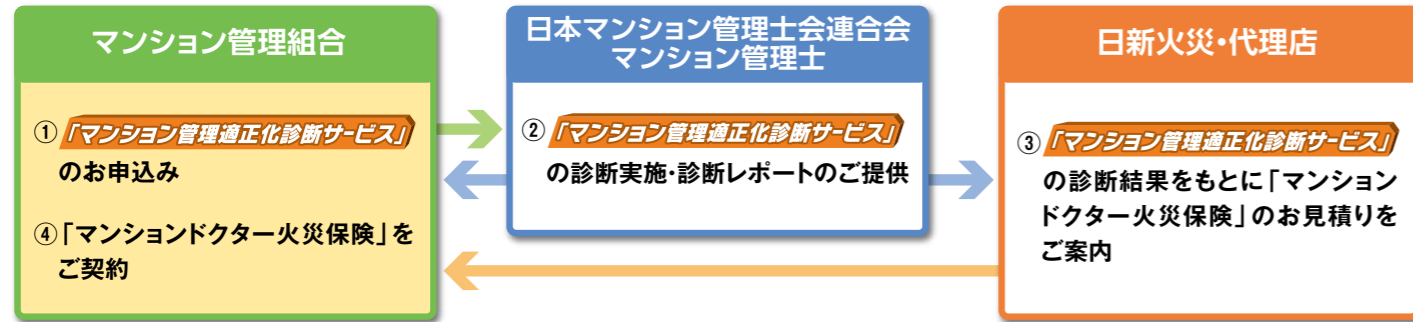 マンション管理組合
①「マンション管理適正化診断サービス」
のお申込み
④「マンションドクター火災保険」を
ご契約
日本マンション管理士会連合会
マンション管理士
②「マンション管理適正化診断サービス」
の診断実施・診断レポートのご提供
日新火災・代理店
③「マンション管理適正化診断サービス」
の診断結果をもとに「マンション
ドクター火災保険」のお見積りを
ご案内